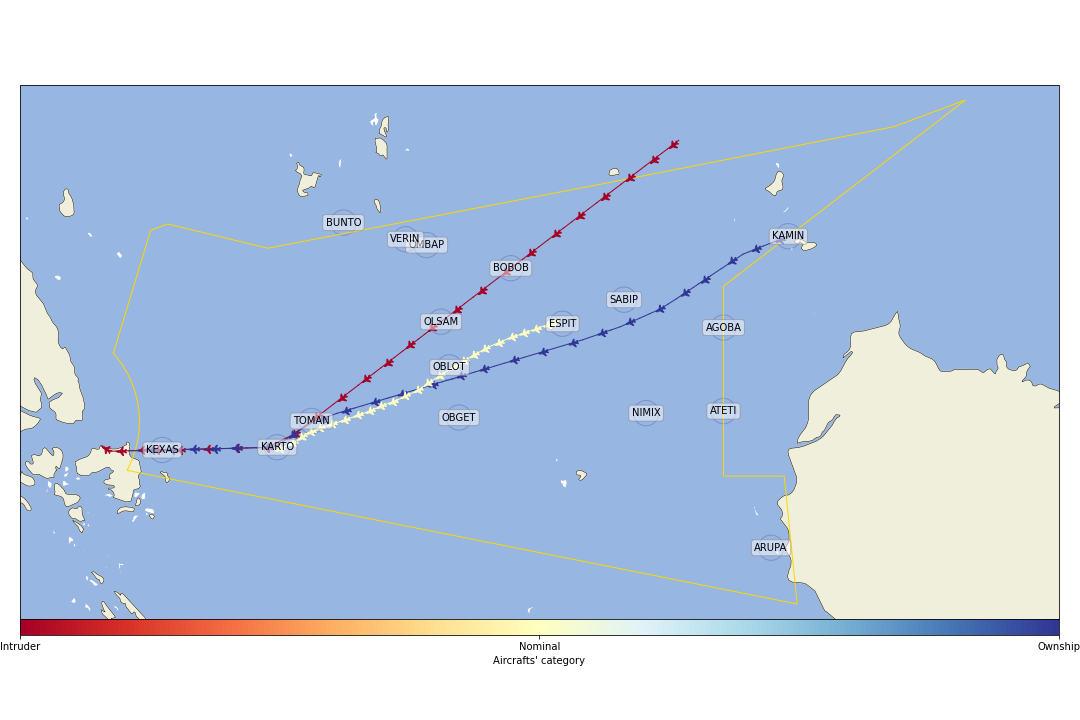 BUNTO
KAMIN
VERIN
BOBOB
SABIP
OLSAM
ESPIT
AGOBA
OBLOT
TOMAN
OBGET
NIMIX
ATETI
KEXAS
KARTO
ARUPA
Intruder
Nominal
Ownship
Aircrafts' category